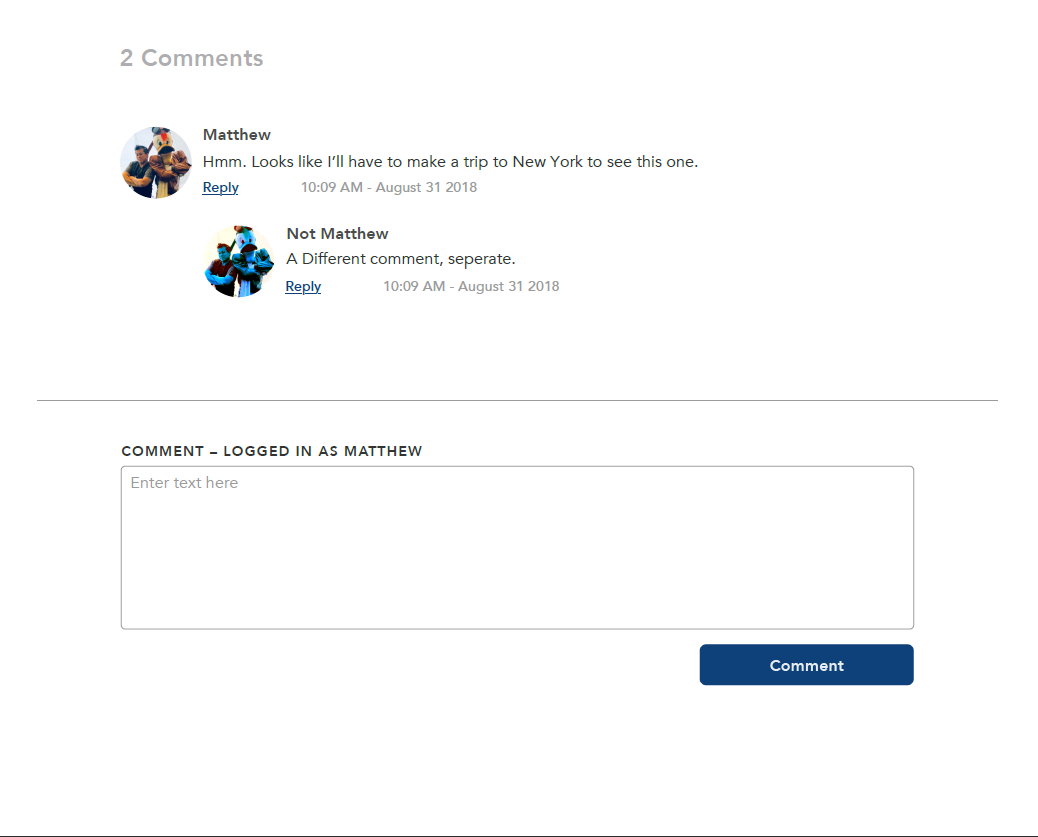 2 Comments
Matthew
Hmm. Looks like I’ll have to make a trip to New York to see this one.
Reply 10:09 AM - August 31 2018
Not Matthew
A Different comment, seperate.
Reply 10:09 AM - August 31 2018
COMMENT – LOGGED IN AS MATTHEW
Enter text here
Comment